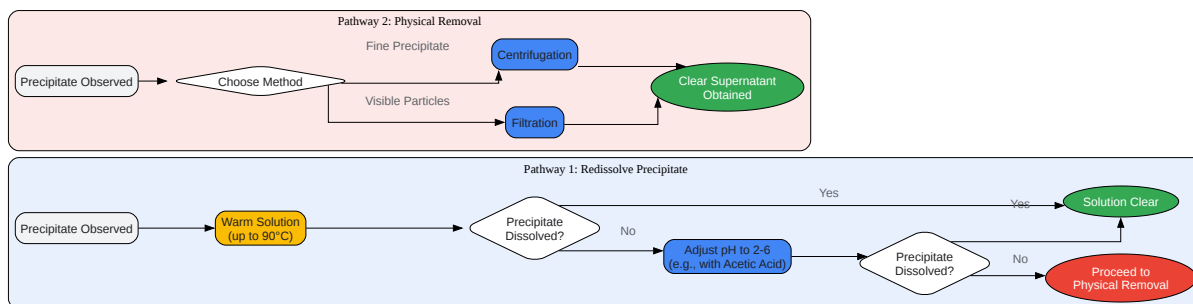 Pathway 2: Physical Removal
Fine Precipitate
Centrifugation
Precipitate Observed
Choose Method
Clear Supernatant
Obtained
Visible Particles
Filtration
Pathway 1: Redissolve Precipitate
Yes
Yes
Solution Clear
Precipitate Observed
Warm Solution
(up to 90°C)
Precipitate
Dissolved?
No
Adjust pH to 2-6
(e.g., with Acetic Acid)
Precipitate
Dissolved?
No
Proceed to
Physical Removal